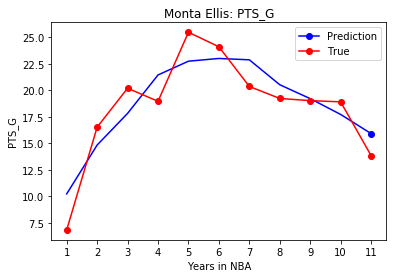 Monta Ellis: PTS_G
Prediction
True
PTS_G
25.0
22.5
20.0
17.5
15.0
12.5
10.0
7.5
1 2 3 4 5 6 7 8 9 10 11
Years in NBA